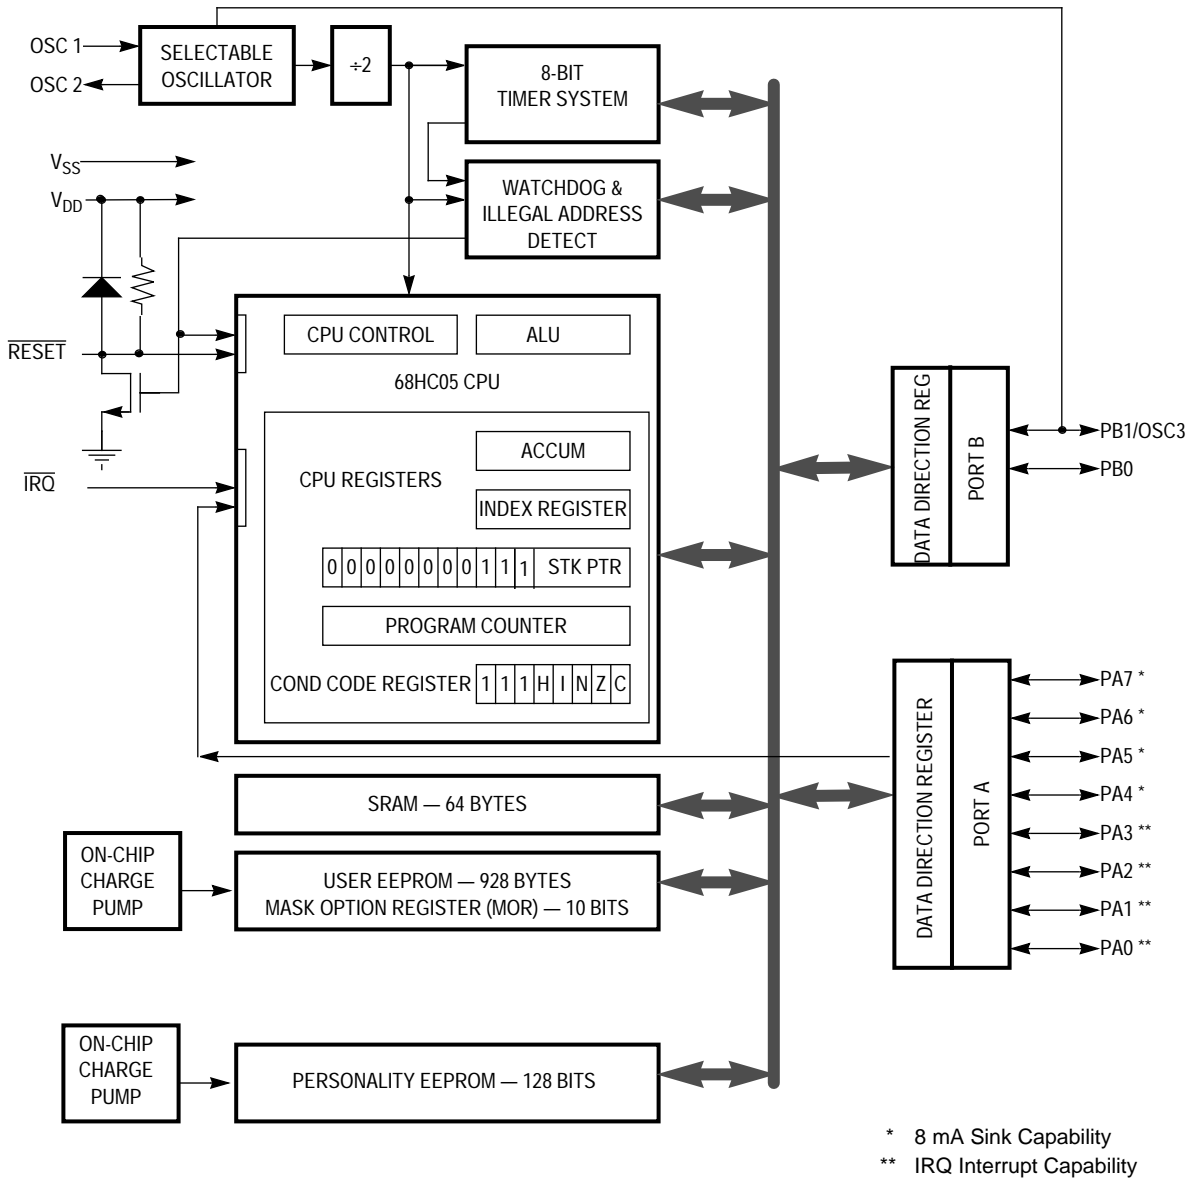 OSC 1
OSC 2
SELECTABLE
OSCILLATOR
÷2
8-BIT
TIMER SYSTEM
VSS
VDD
WATCHDOG &
ILLEGAL ADDRESS
DETECT
RESET
IRQ
CPU CONTROL
ALU
68HC05 CPU
ACCUM
CPU REGISTERS
INDEX REGISTER
0 0 0 0 0 0 0 0 1 1 1 STK PTR
PROGRAM COUNTER
COND CODE REGISTER 1 1 1 H I N Z C
DATA DIRECTION REG
PORT B
PB1/OSC3
PB0
DATA DIRECTION REGISTER
PORT A
PA7 *
PA6 *
PA5 *
PA4 *
PA3 **
PA2 **
PA1 **
PA0 **
SRAM — 64 BYTES
ON-CHIP
CHARGE
PUMP
USER EEPROM — 928 BYTES
MASK OPTION REGISTER (MOR) — 10 BITS
ON-CHIP
CHARGE
PUMP
PERSONALITY EEPROM — 128 BITS
* 8 mA Sink Capability
** IRQ Interrupt Capability